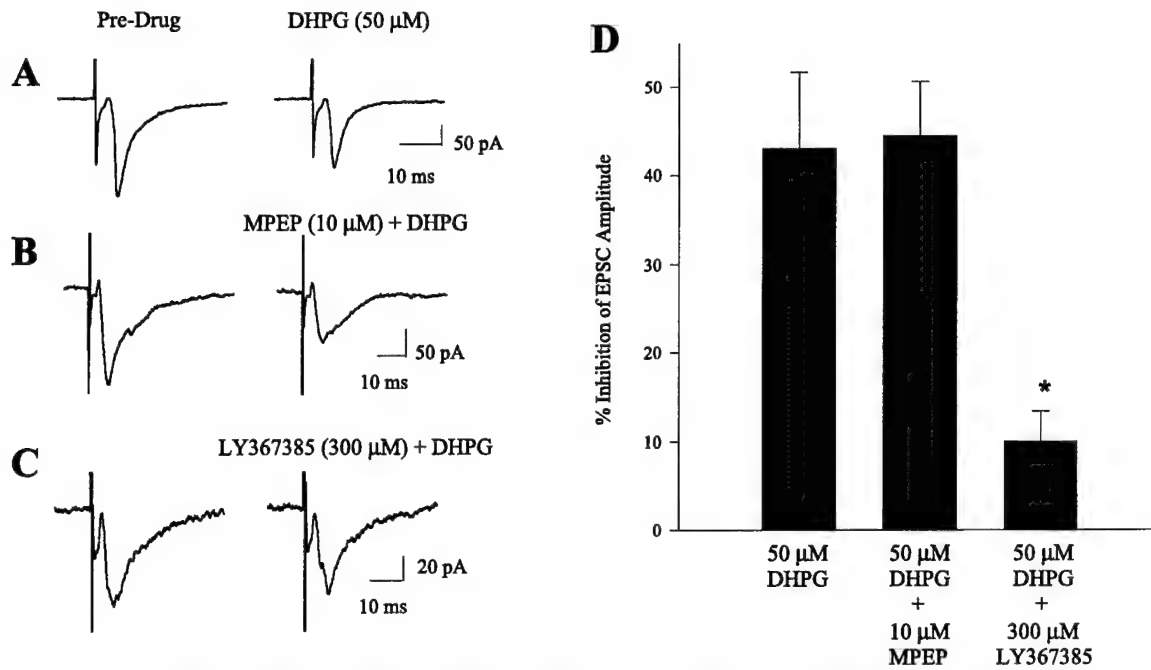 Pre-Drug
DHPG (50 μM)
A
50 pA
10 ms
MPEP (10 μM) + DHPG
B
50 pA
10 ms
LY367385 (300 μM) + DHPG
C
20 pA
10 ms
D
% Inhibition of EPSC Amplitude
50
40
30
20
10
0
*
50 μM
DHPG
50 μM
DHPG
+
10 μM
MPEP
50 μM
DHPG
+
300 μM
LY367385